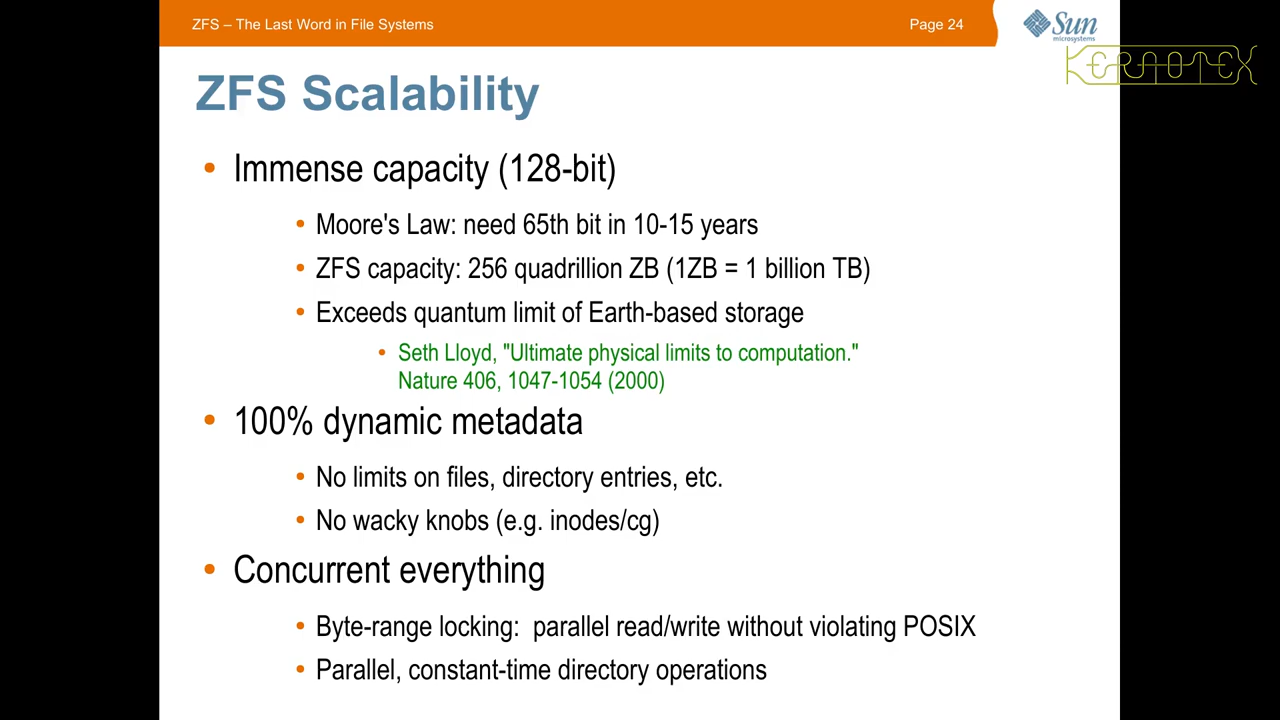 ZFS – The Last Word in File Systems
Page 24
Sun
microsystems
KERNOTEX
ZFS Scalability
• Immense capacity (128-bit)
• Moore's Law: need 65th bit in 10-15 years
• ZFS capacity: 256 quadrillion ZB (1ZB = 1 billion TB)
• Exceeds quantum limit of Earth-based storage
• Seth Lloyd, "Ultimate physical limits to computation."
Nature 406, 1047-1054 (2000)
• 100% dynamic metadata
• No limits on files, directory entries, etc.
• No wacky knobs (e.g. inodes/cg)
• Concurrent everything
• Byte-range locking:  parallel read/write without violating POSIX
• Parallel, constant-time directory operations